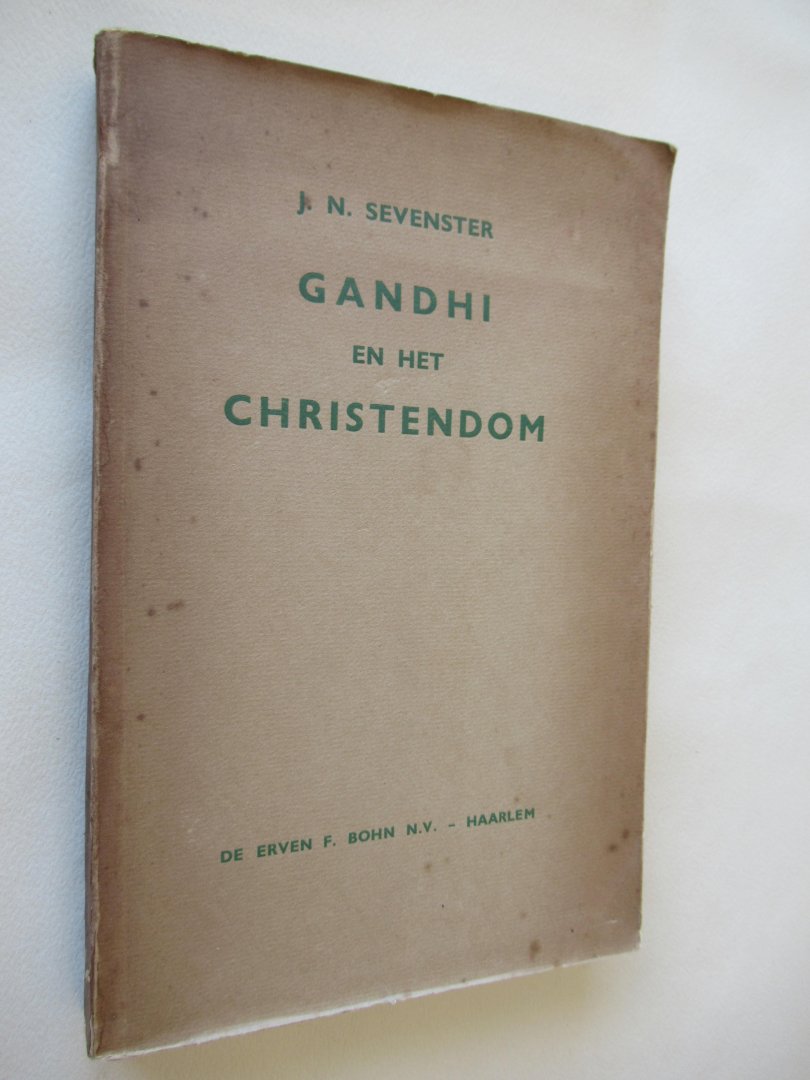 J. N. SEVENSTER
GANDHI
EN HET
CHRISTENDOM
DE ERVEN F. BOHN N.V. – HAARLEM